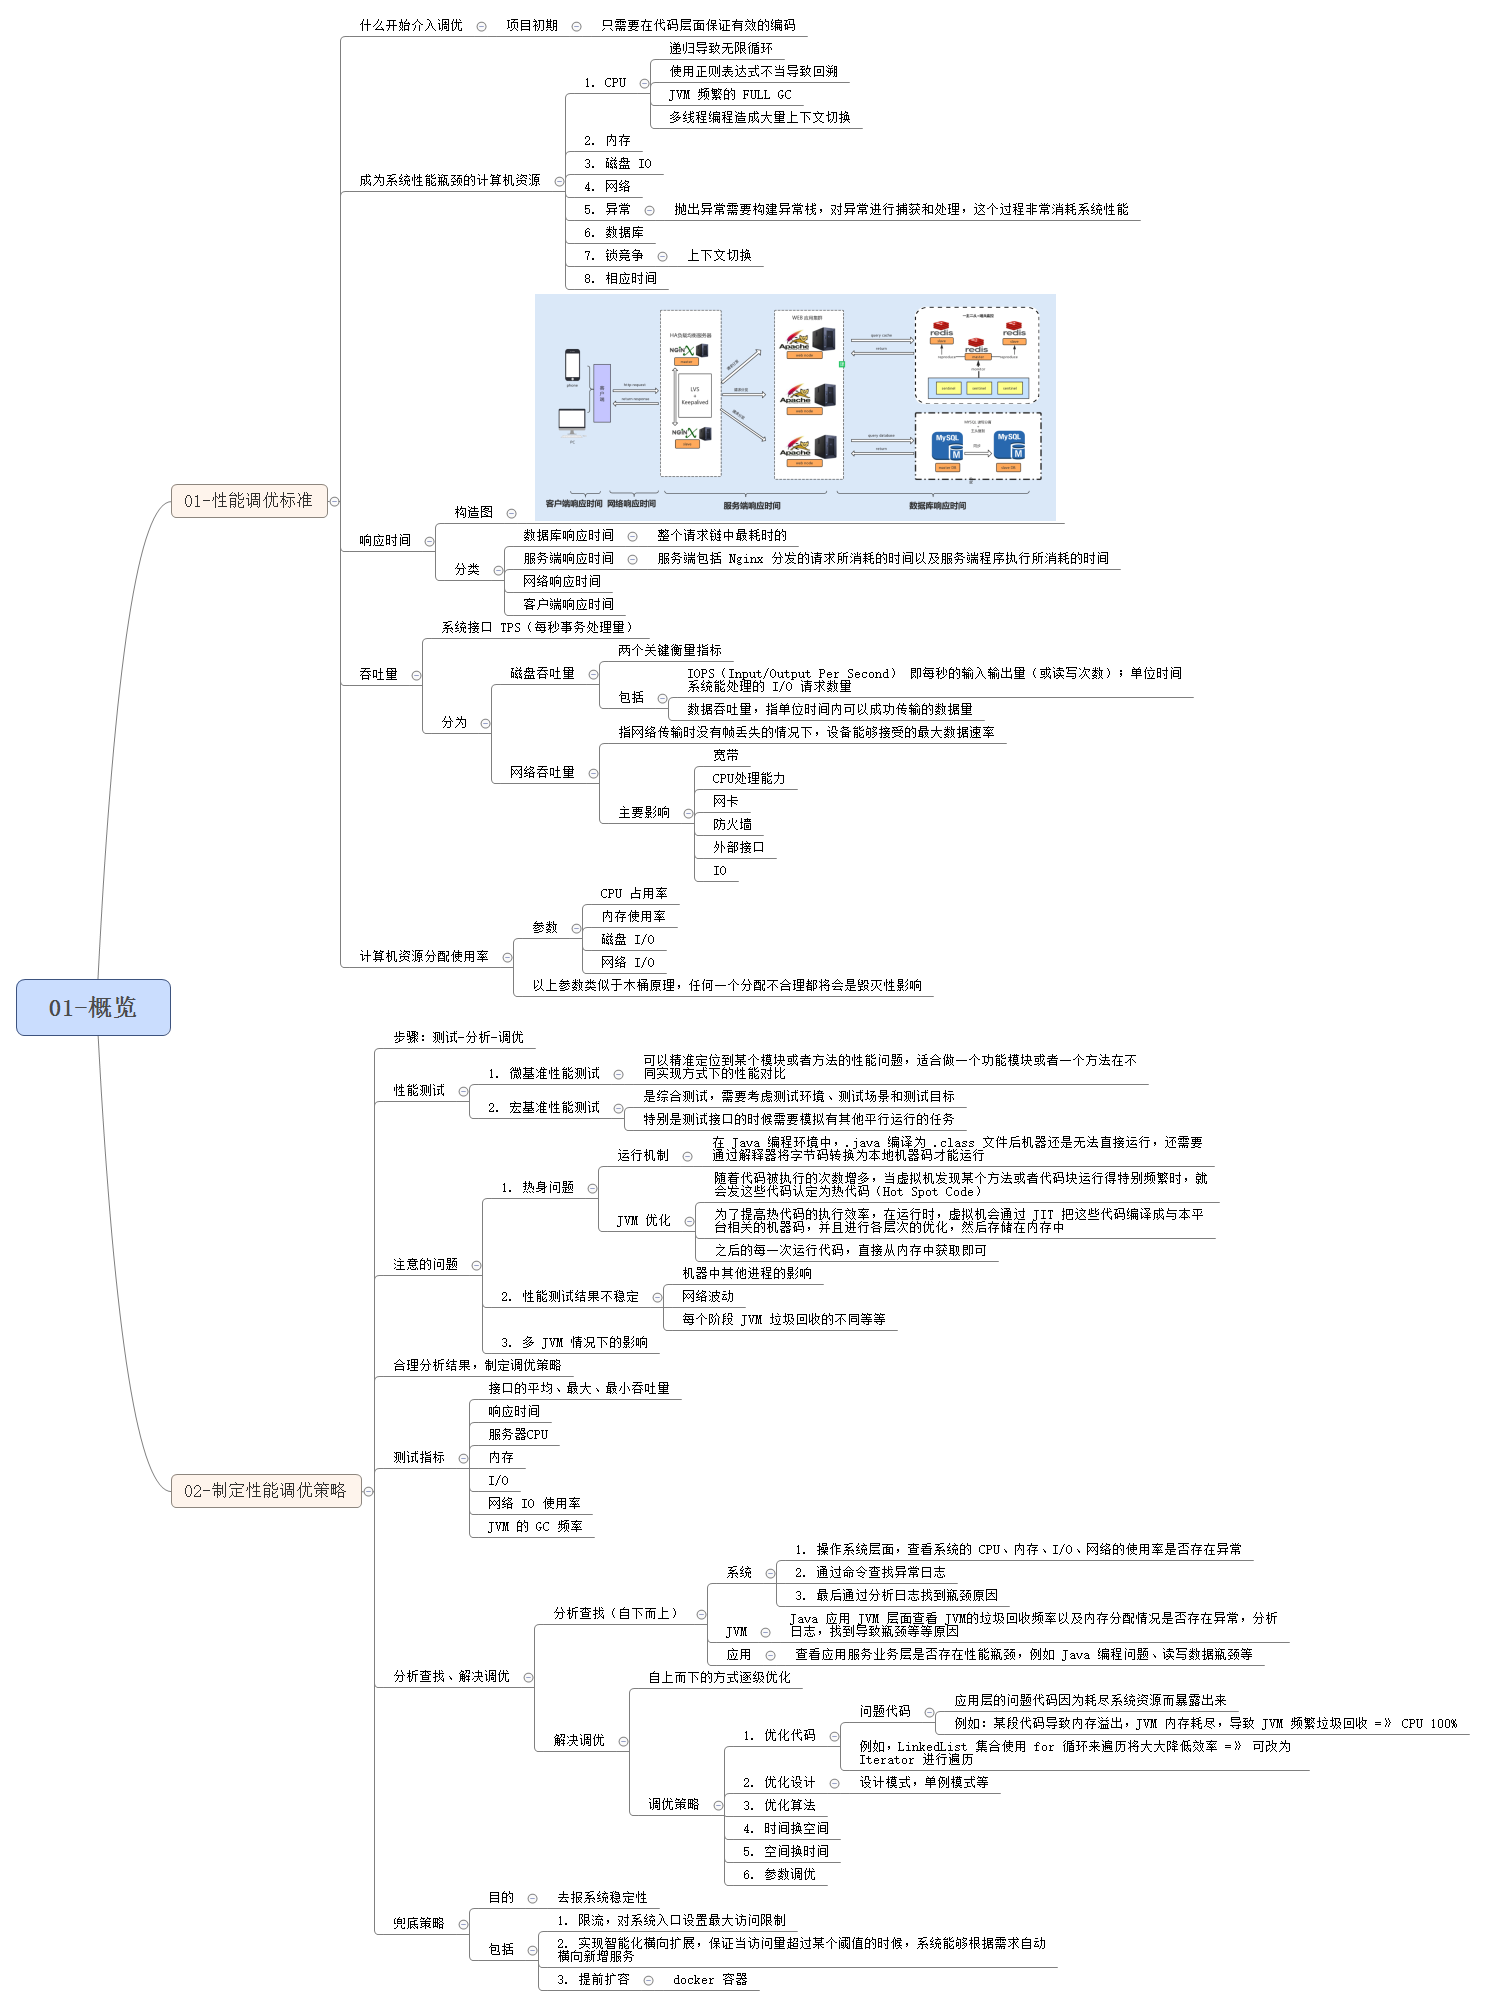 什么开始介入调优
项目初期
只需要在代码层面保证有效的编码
递归导致无限循环
使用正则表达式不当导致回溯
1. CPU
JVM 频繁的 FULL GC
多线程编程造成大量上下文切换
2. 内存
3. 磁盘 IO
成为系统性能瓶颈的计算机资源
4. 网络
5. 异常
抛出异常需要构建异常栈，对异常进行捕获和处理，这个过程非常消耗系统性能
6. 数据库
7. 锁竞争
上下文切换
8. 相应时间
phone
PC
客户端
http request
return response
HA负载均衡服务器
NGINX
master
LVS
+
Keepalived
NGINX
slave
WEB 应用集群
Apache
web node
Apache
web node
Apache
web node
query cache
return
query database
return
redis
slave
redis
master
redis
slave
reproduce
reproduce
monitor
sentinel
sentinel
sentinel
MySQL
master DB
同步
MySQL
slave DB
客户端响应时间
网络响应时间
服务端响应时间
数据库响应时间
01-性能调优标准
构造图
响应时间
数据库响应时间
整个请求链中最耗时的
服务端响应时间
服务端包括 Nginx 分发的请求所消耗的时间以及服务端程序执行所消耗的时间
分类
网络响应时间
客户端响应时间
系统接口 TPS（每秒事务处理量）
吞吐量
两个关键衡量指标
磁盘吞吐量
IOPS（Input/Output Per Second） 即每秒的输入输出量（或读写次数）；单位时间
系统能处理的 I/O 请求数量
包括
数据吞吐量，指单位时间内可以成功传输的数据量
分为
指网络传输时没有帧丢失的情况下，设备能够接受的最大数据速率
网络吞吐量
宽带
CPU处理能力
网卡
主要影响
防火墙
外部接口
IO
CPU 占用率
内存使用率
参数
磁盘 I/O
网络 I/O
计算机资源分配使用率
以上参数类似于木桶原理，任何一个分配不合理都将会是毁灭性影响
01-概览
步骤：测试-分析-调优
可以精准定位到某个模块或者方法的性能问题，适合做一个功能模块或者一个方法在不
同实现方式下的性能对比
1. 微基准性能测试
性能测试
2. 宏基准性能测试
是综合测试，需要考虑测试环境、测试场景和测试目标
特别是测试接口的时候需要模拟有其他平行运行的任务
在 Java 编程环境中，.java 编译为 .class 文件后机器还是无法直接运行，还需要
通过解释器将字节码转换为本地机器码才能运行
运行机制
1. 热身问题
随着代码被执行的次数增多，当虚拟机发现某个方法或者代码块运行得特别频繁时，就
会发这些代码认定为热代码（Hot Spot Code）
JVM 优化
为了提高热代码的执行效率，在运行时，虚拟机会通过 JIT 把这些代码编译成与本平
台相关的机器码，并且进行各层次的优化，然后存储在内存中
之后的每一次运行代码，直接从内存中获取即可
注意的问题
机器中其他进程的影响
2. 性能测试结果不稳定
网络波动
每个阶段 JVM 垃圾回收的不同等等
3. 多 JVM 情况下的影响
合理分析结果，制定调优策略
接口的平均、最大、最小吞吐量
响应时间
服务器CPU
测试指标
内存
I/O
网络 IO 使用率
JVM 的 GC 频率
02-制定性能调优策略
1. 操作系统层面，查看系统的 CPU、内存、I/O、网络的使用率是否存在异常
系统
2. 通过命令查找异常日志
3. 最后通过分析日志找到瓶颈原因
分析查找（自下而上）
Java 应用 JVM 层面查看 JVM的垃圾回收频率以及内存分配情况是否存在异常，分析
日志，找到导致瓶颈等等原因
JVM
应用
查看应用服务业务层是否存在性能瓶颈，例如 Java 编程问题、读写数据瓶颈等
分析查找、解决调优
自上而下的方式逐级优化
解决调优
应用层的问题代码因为耗尽系统资源而暴露出来
问题代码
例如：某段代码导致内存溢出，JVM 内存耗尽，导致 JVM 频繁垃圾回收 =》 CPU 100%
1. 优化代码
例如，LinkedList 集合使用 for 循环来遍历将大大降低效率 =》 可改为
Iterator 进行遍历
2. 优化设计
设计模式，单例模式等
调优策略
3. 优化算法
4. 时间换空间
5. 空间换时间
6. 参数调优
目的
去报系统稳定性
兜底策略
1. 限流，对系统入口设置最大访问限制
包括
2. 实现智能化横向扩展，保证当访问量超过某个阈值的时候，系统能够根据需求自动
横向新增服务
3. 提前扩容
docker 容器